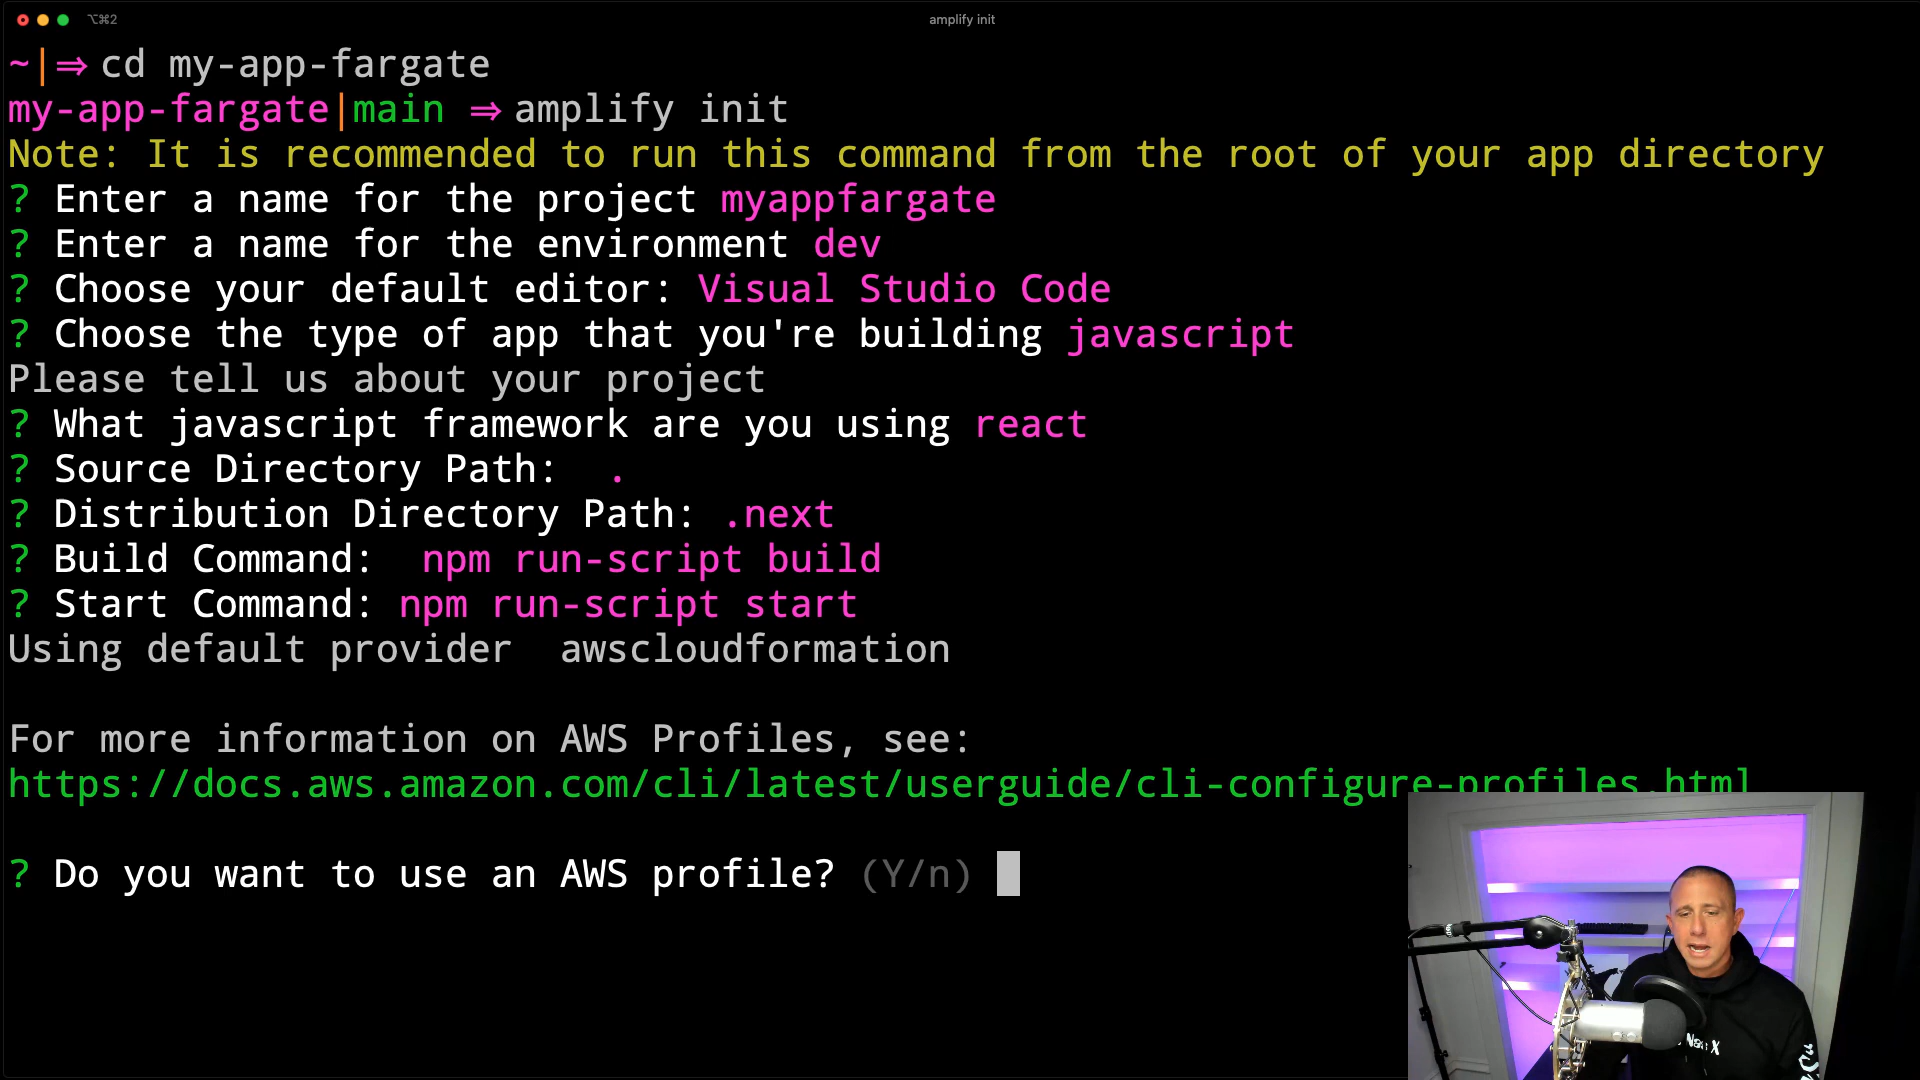 ⌥⌘2
amplify init
~|⇒ cd my-app-fargate
my-app-fargate|main ⇒ amplify init
Note: It is recommended to run this command from the root of your app directory
? Enter a name for the project myappfargate
? Enter a name for the environment dev
? Choose your default editor: Visual Studio Code
? Choose the type of app that you're building javascript
Please tell us about your project
? What javascript framework are you using react
? Source Directory Path:  .
? Distribution Directory Path: .next
? Build Command:  npm run-script build
? Start Command: npm run-script start
Using default provider  awscloudformation
For more information on AWS Profiles, see:
https://docs.aws.amazon.com/cli/latest/userguide/cli-configure-profiles.html
? Do you want to use an AWS profile? (Y/n)